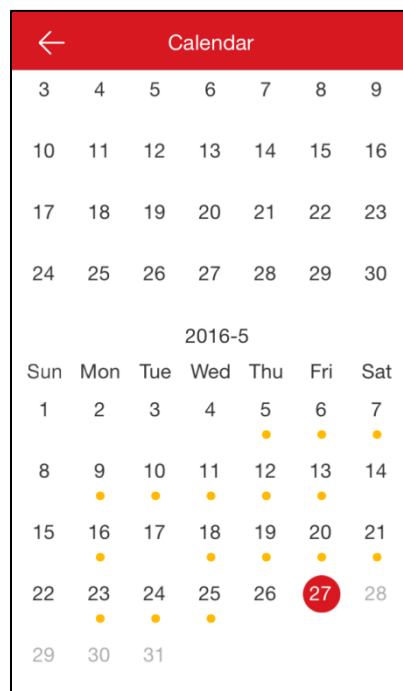 Calendar
3 4 5 6 7 8 9
10 11 12 13 14 15 16
17 18 19 20 21 22 23
24 25 26 27 28 29 30
2016-5
Sun Mon Tue Wed Thu Fri Sat
1 2 3 4 5 6 7
8 9 10 11 12 13 14
15 16 17 18 19 20 21
22 23 24 25 26 27 28
29 30 31